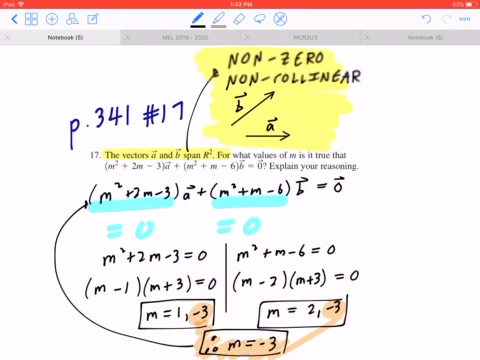 iPad
1:42 PM
63%
Notebook (5)
MEL 2019 - 2020
MCR3U3
Notebook (6)
NON-ZERO
NON-COLLINEAR
b⃗
a⃗
p.341 #17
17. The vectors a⃗ and b⃗ span R². For what values of m is it true that
(m² + 2m − 3)a⃗ + (m² + m − 6)b⃗ = 0⃗? Explain your reasoning.
(m²+2m-3)a⃗ + (m²+m-6)b⃗ = 0⃗
= 0 = 0
m²+2m-3=0 m²+m-6=0
(m-1)(m+3)=0 (m-2)(m+3)=0
m=1,-3 m = 2,-3
∴ m=-3